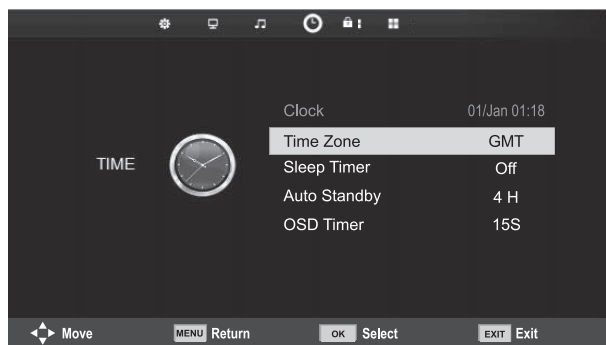 Clock 01/Jan 01:18
Time Zone GMT
TIME
Sleep Timer Off
Auto Standby 4 H
OSD Timer 15S
Move MENU Return OK Select EXIT Exit